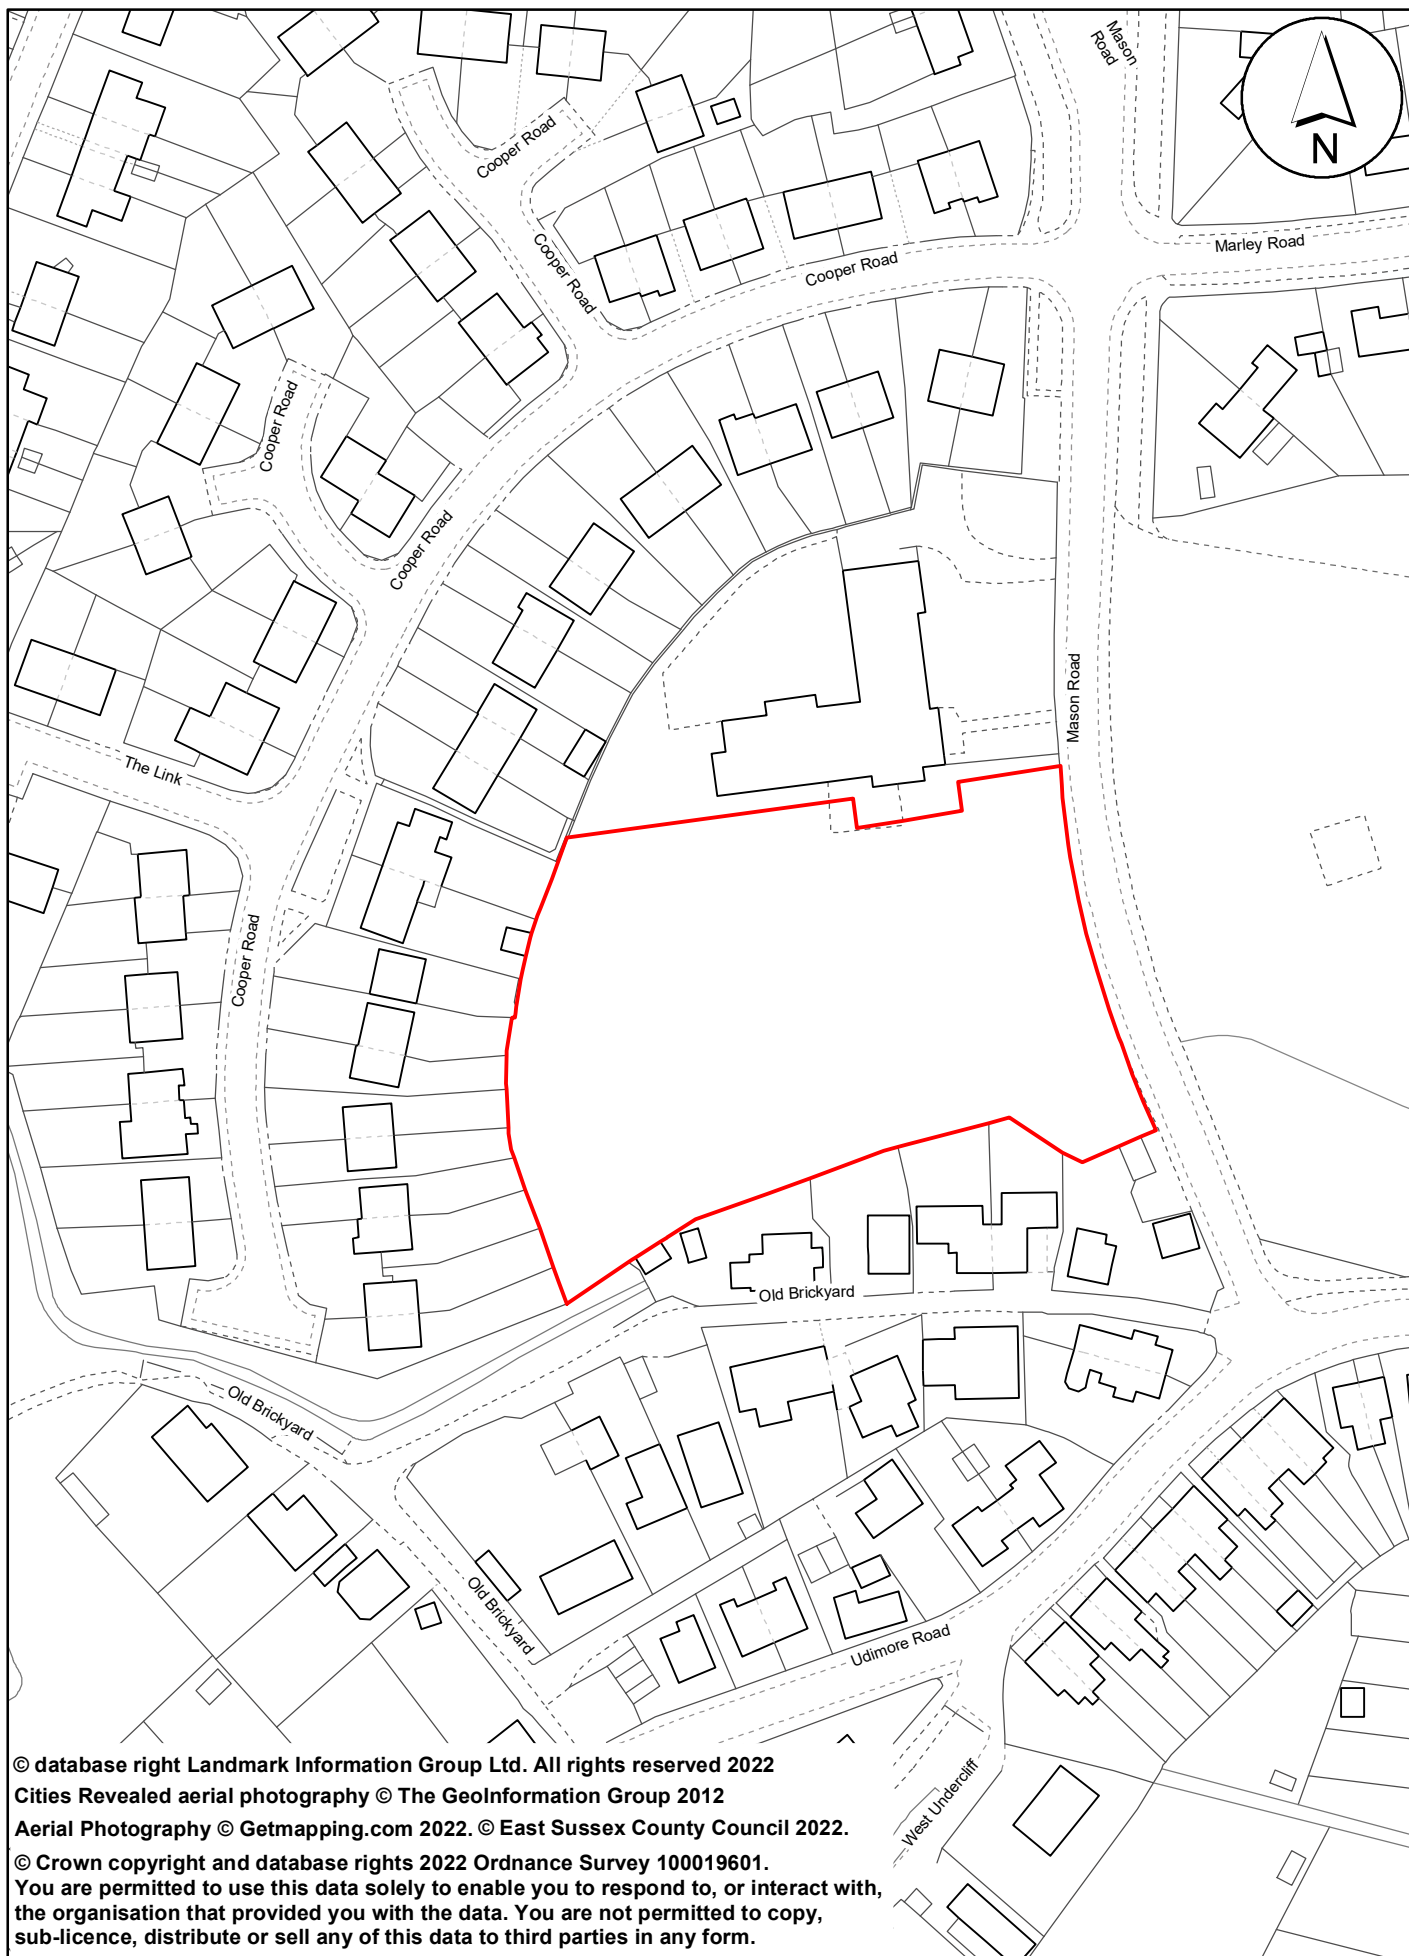 Mason
Road
N
Cooper Road
Cooper Road
Marley Road
Cooper Road
Cooper Road
Cooper Road
Mason Road
The Link
Cooper Road
Old Brickyard
Old Brickyard
Old Brickyard
Udimore Road
West Undercliff
© database right Landmark Information Group Ltd. All rights reserved 2022
Cities Revealed aerial photography © The GeoInformation Group 2012
Aerial Photography © Getmapping.com 2022. © East Sussex County Council 2022.
© Crown copyright and database rights 2022 Ordnance Survey 100019601.
You are permitted to use this data solely to enable you to respond to, or interact with,
the organisation that provided you with the data. You are not permitted to copy,
sub-licence, distribute or sell any of this data to third parties in any form.